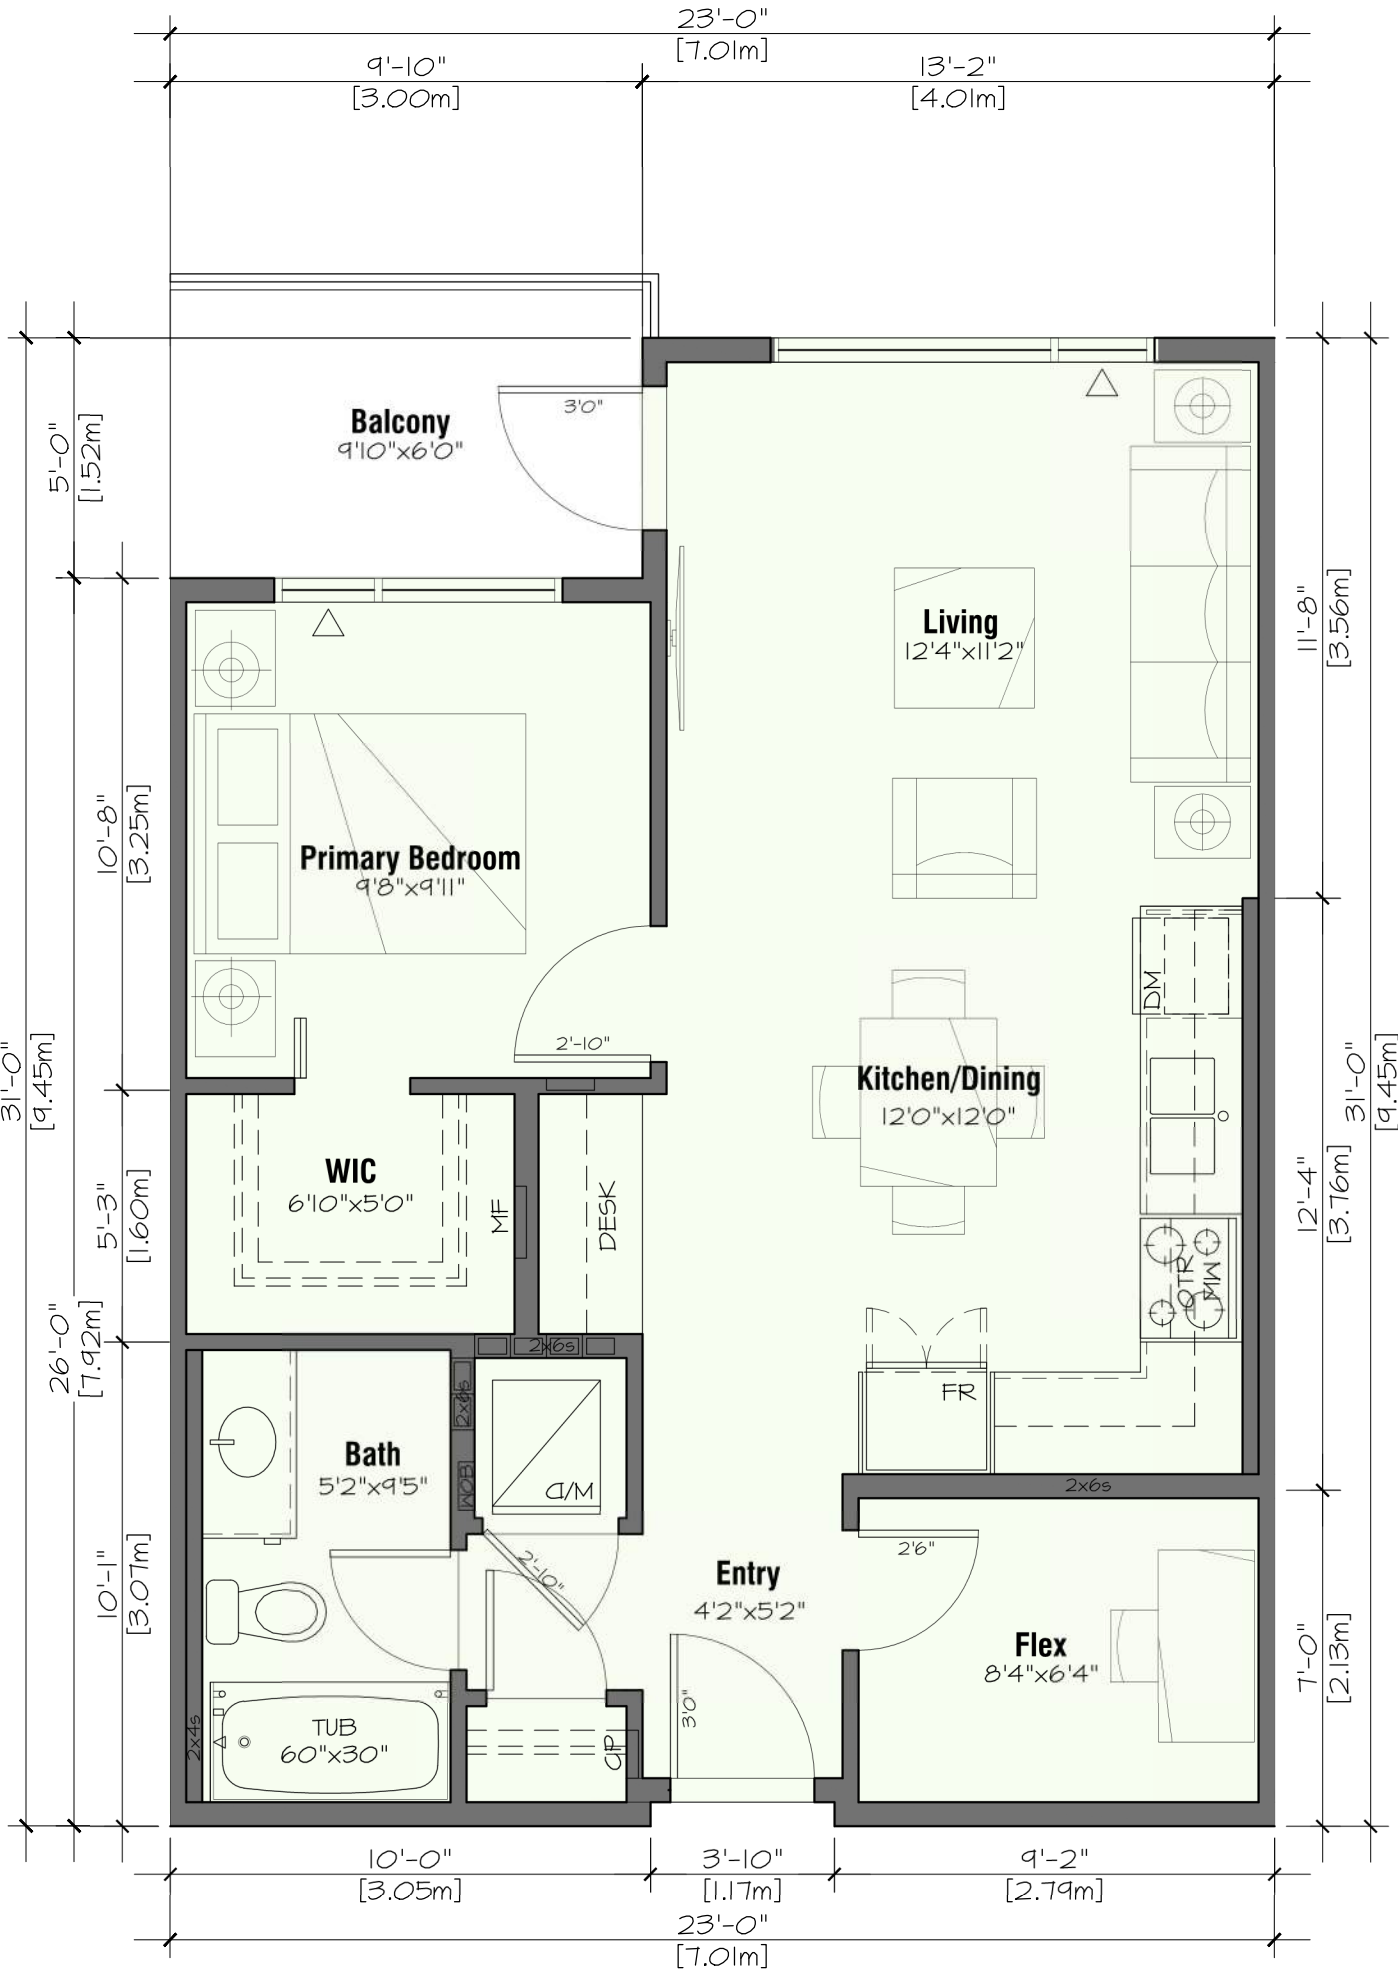 23'-0"
[7.01m]
9'-10"
[3.00m]
13'-2"
[4.01m]
Balcony
9'10"x6'0"
3'0"
5'-0"
[1.52m]
Living
12'4"x11'2"
11'-8"
[3.56m]
10'-8"
[3.25m]
Primary Bedroom
9'8"x9'11"
2'-10"
DM
31'-0"
[9.45m]
Kitchen/Dining
12'0"x12'0"
31'-0"
[9.45m]
WIC
6'10"x5'0"
MF
DESK
5'-3"
[1.60m]
12'-4"
[3.76m]
OTR
MW
26'-0"
[7.92m]
2x6s
2x6s
FR
Bath
5'2"x9'5"
WOB
D/W
2x6s
2'-10"
2'6"
Entry
4'2"x5'2"
10'-1"
[3.07m]
Flex
8'4"x6'4"
7'-0"
[2.13m]
3'0"
2x4s
TUB
60"x30"
CP
10'-0"
[3.05m]
3'-10"
[1.17m]
9'-2"
[2.79m]
23'-0"
[7.01m]